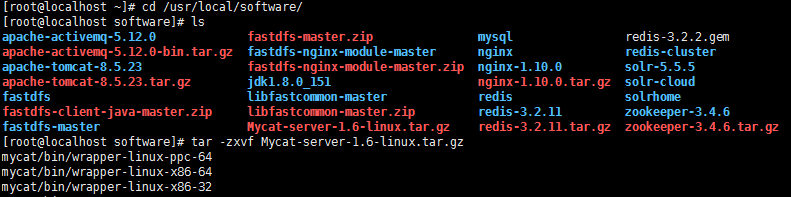 [root@localhost ~]# cd /usr/local/software/
[root@localhost software]# ls
apache-activemq-5.12.0 fastdfs-master.zip mysql redis-3.2.2.gem
apache-activemq-5.12.0-bin.tar.gz fastdfs-nginx-module-master nginx redis-cluster
apache-tomcat-8.5.23 fastdfs-nginx-module-master.zip nginx-1.10.0 solr-5.5.5
apache-tomcat-8.5.23.tar.gz jdk1.8.0_151 nginx-1.10.0.tar.gz solr-cloud
fastdfs libfastcommon-master redis solrhome
fastdfs-client-java-master.zip libfastcommon-master.zip redis-3.2.11 zookeeper-3.4.6
fastdfs-master Mycat-server-1.6-linux.tar.gz redis-3.2.11.tar.gz zookeeper-3.4.6.tar.gz
[root@localhost software]# tar -zxvf Mycat-server-1.6-linux.tar.gz
mycat/bin/wrapper-linux-ppc-64
mycat/bin/wrapper-linux-x86-64
mycat/bin/wrapper-linux-x86-32